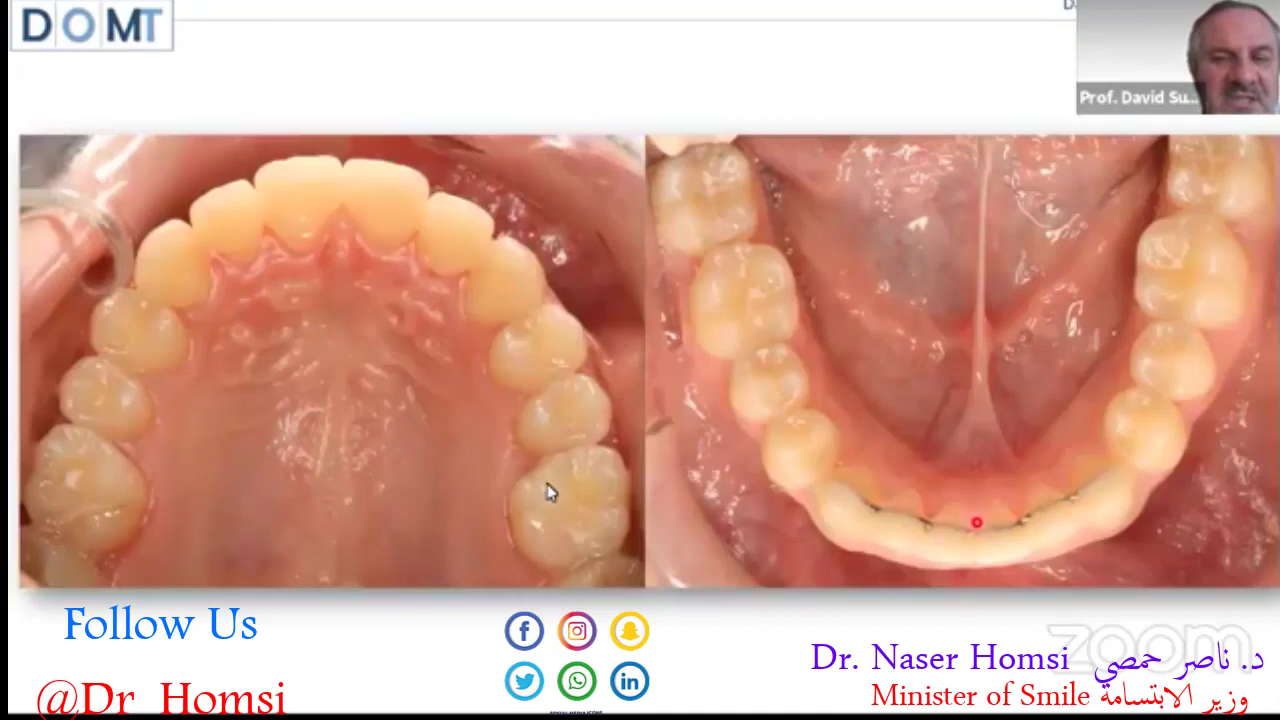 DOMT
Prof. David Su...
Follow Us
@Dr_Homsi
zoom
Dr. Naser Homsi د. ناصر حمصي
Minister of Smile وزير الابتسامة